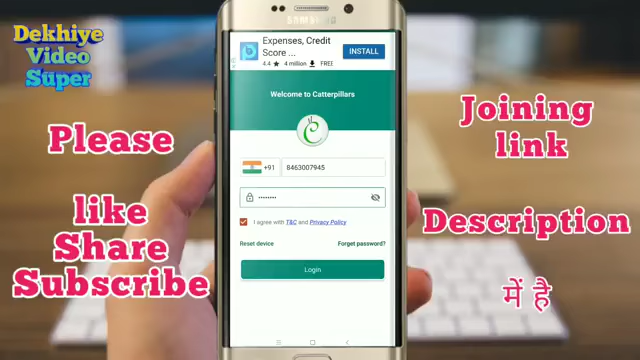 Dekhiye
Video
Super
Please
like
Share
Subscribe
SAMSUNG
Expenses, Credit
Score ...
4.4 ★ 4 million FREE
INSTALL
Welcome to Catterpillars
+91 8463007945
I agree with T&C and Privacy Policy
Reset device
Forget password?
Login
Joining
link
Description
में है